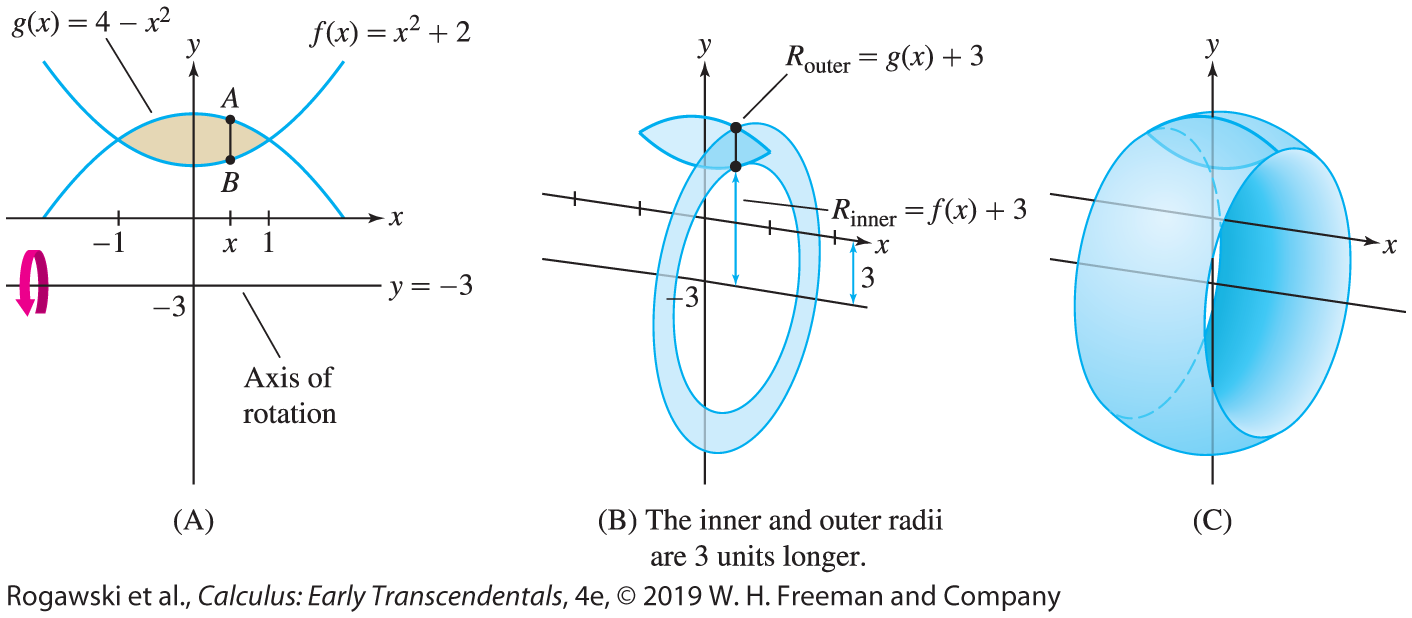 g(x) = 4 − x²
f(x) = x² + 2
y
A
B
−1
x
1
x
−3
y = −3
Axis of
rotation
(A)
y
R_outer = g(x) + 3
R_inner = f(x) + 3
x
3
−3
(B) The inner and outer radii
are 3 units longer.
y
x
(C)
Rogawski et al., Calculus: Early Transcendentals, 4e, © 2019 W. H. Freeman and Company